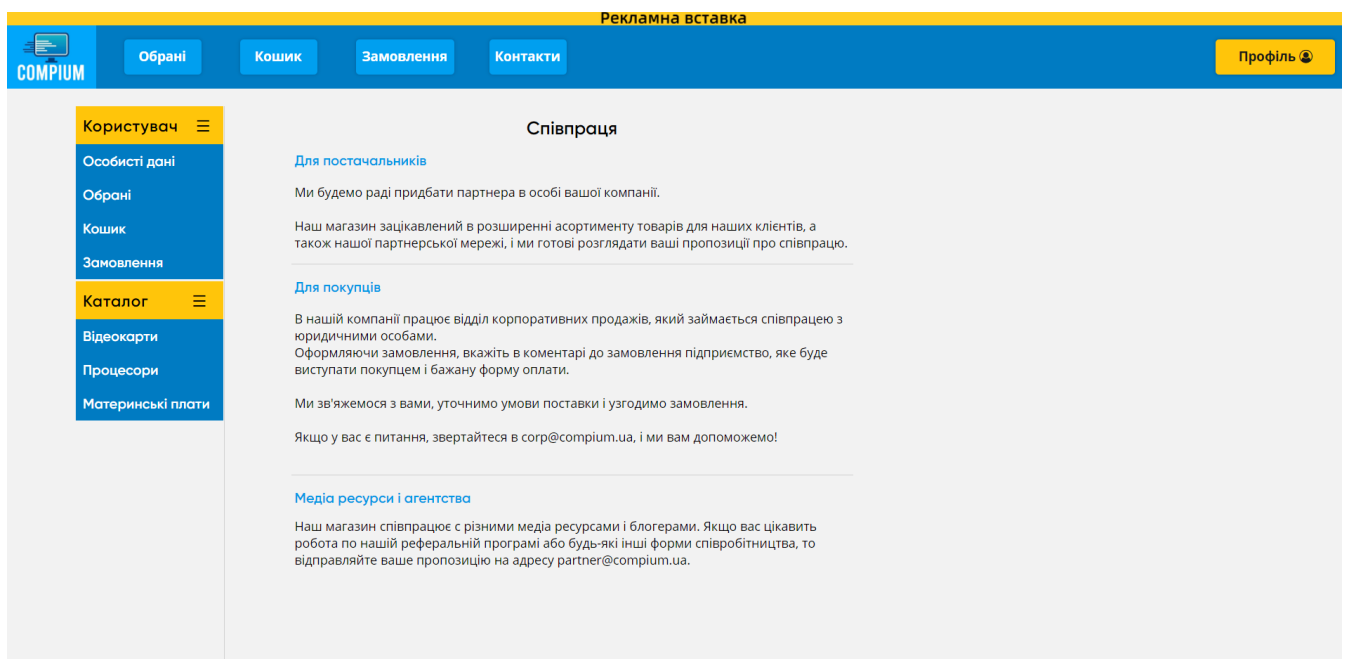 Рекламна вставка
COMPIUM
Обрані
Кошик
Замовлення
Контакти
Профіль
Користувач
Особисті дані
Обрані
Кошик
Замовлення
Каталог
Відеокарти
Процесори
Материнські плати
Співпраця
Для постачальників
Ми будемо раді придбати партнера в особі вашої компанії.
Наш магазин зацікавлений в розширенні асортименту товарів для наших клієнтів, а
також нашої партнерської мережі, і ми готові розглядати ваші пропозиції про співпрацю.
Для покупців
В нашій компанії працює відділ корпоративних продажів, який займається співпрацею з
юридичними особами.
Оформляючи замовлення, вкажіть в коментарі до замовлення підприємство, яке буде
виступати покупцем і бажану форму оплати.
Ми зв'яжемося з вами, уточнимо умови поставки і узгодимо замовлення.
Якщо у вас є питання, звертайтеся в corp@compium.ua, і ми вам допоможемо!
Медіа ресурси і агентства
Наш магазин співпрацює с різними медіа ресурсами і блогерами. Якщо вас цікавить
робота по нашій реферальній програмі або будь-які інші форми співробітництва, то
відправляйте ваше пропозицію на адресу partner@compium.ua.